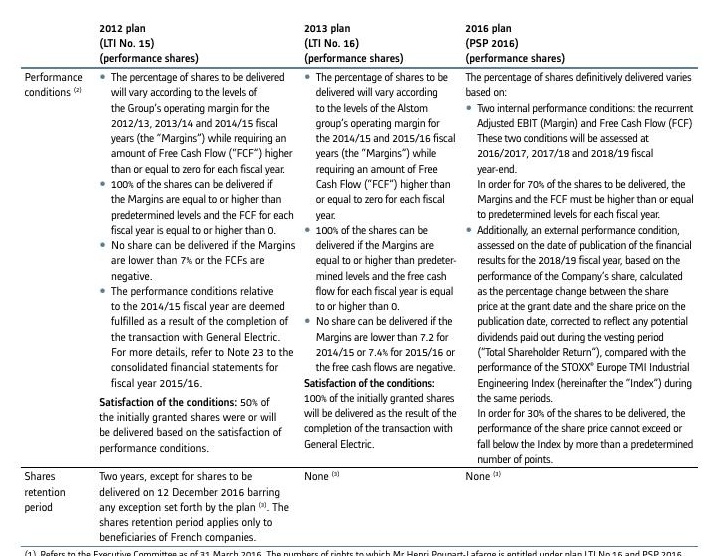 2012 plan
(LTI No. 15)
(performance shares)
2013 plan
(LTI No. 16)
(performance shares)
2016 plan
(PSP 2016)
(performance shares)
Performance
conditions (2)
• The percentage of shares to be delivered
will vary according to the levels of
the Group's operating margin for the
2012/13, 2013/14 and 2014/15 fiscal
years (the “Margins”) while requiring an
amount of Free Cash Flow (“FCF”) higher
than or equal to zero for each fiscal year.
• 100% of the shares can be delivered if
the Margins are equal to or higher than
predetermined levels and the FCF for each
fiscal year is equal to or higher than 0.
• No share can be delivered if the Margins
are lower than 7% or the FCFs are
negative.
• The performance conditions relative
to the 2014/15 fiscal year are deemed
fulfilled as a result of the completion of
the transaction with General Electric.
For more details, refer to Note 23 to the
consolidated financial statements for
fiscal year 2015/16.
Satisfaction of the conditions: 50% of
the initially granted shares were or will
be delivered based on the satisfaction of
performance conditions.
• The percentage of shares to be
delivered will vary according
to the levels of the Alstom
group's operating margin for
the 2014/15 and 2015/16 fiscal
years (the “Margins”) while
requiring an amount of Free
Cash Flow (“FCF”) higher than
or equal to zero for each fiscal
year.
• 100% of the shares can be
delivered if the Margins are
equal to or higher than predeter-
mined levels and the free cash
flow for each fiscal year is equal
to or higher than 0.
• No share can be delivered if the
Margins are lower than 7.2 for
2014/15 or 7.4% for 2015/16 or
the free cash flows are negative.
Satisfaction of the conditions:
100% of the initially granted shares
will be delivered as the result of the
completion of the transaction with
General Electric.
The percentage of shares definitively delivered varies
based on:
• Two internal performance conditions: the recurrent
Adjusted EBIT (Margin) and Free Cash Flow (FCF)
These two conditions will be assessed at
2016/2017, 2017/18 and 2018/19 fiscal
year-end.
In order for 70% of the shares to be delivered, the
Margins and the FCF must be higher than or equal
to predetermined levels for each fiscal year.
• Additionally, an external performance condition,
assessed on the date of publication of the financial
results for the 2018/19 fiscal year, based on the
performance of the Company's share, calculated
as the percentage change between the share
price at the grant date and the share price on the
publication date, corrected to reflect any potential
dividends paid out during the vesting period
(“Total Shareholder Return”), compared with the
performance of the STOXX® Europe TMI Industrial
Engineering Index (hereinafter the “Index”) during
the same periods.
In order for 30% of the shares to be delivered, the
performance of the share price cannot exceed or
fall below the Index by more than a predetermined
number of points.
Shares
retention
period
Two years, except for shares to be
delivered on 12 December 2016 barring
any exception set forth by the plan (3). The
shares retention period applies only to
beneficiaries of French companies.
None (3)
None (3)
(1) Refers to the Executive Committee as of 31 March 2016. The numbers of rights to which Mr Henri Poupart-Lafarge is entitled under plan LTI No 16 and PSP 2016